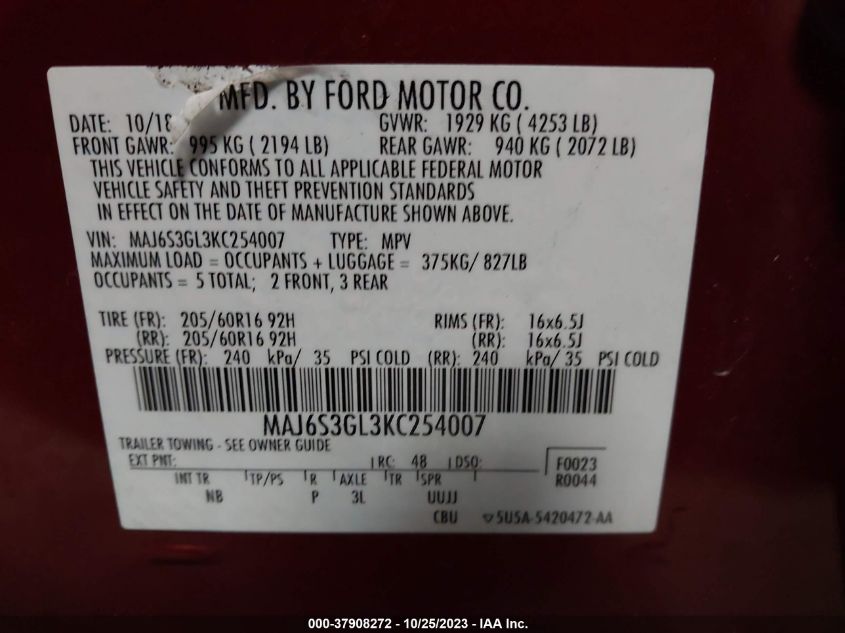 MFD. BY FORD MOTOR CO.
DATE: 10/18 GVWR: 1929 KG ( 4253 LB)
FRONT GAWR: 995 KG ( 2194 LB) REAR GAWR: 940 KG ( 2072 LB)
THIS VEHICLE CONFORMS TO ALL APPLICABLE FEDERAL MOTOR
VEHICLE SAFETY AND THEFT PREVENTION STANDARDS
IN EFFECT ON THE DATE OF MANUFACTURE SHOWN ABOVE.
VIN: MAJ6S3GL3KC254007 TYPE: MPV
MAXIMUM LOAD = OCCUPANTS + LUGGAGE = 375KG/ 827LB
OCCUPANTS = 5 TOTAL; 2 FRONT, 3 REAR
TIRE (FR): 205/60R16 92H RIMS (FR): 16x6.5J
(RR): 205/60R16 92H (RR): 16x6.5J
PRESSURE (FR): 240 kPa/ 35 PSI COLD (RR): 240 kPa/ 35 PSI COLD
MAJ6S3GL3KC254007
TRAILER TOWING - SEE OWNER GUIDE
EXT PNT: RC: 48 DSO: F0023
INT TR TP/PS R AXLE TR SPR R0044
NB P 3L UUJJ
CBU ▽5U5A-5420472-AA
000-37908272 - 10/25/2023 - IAA Inc.